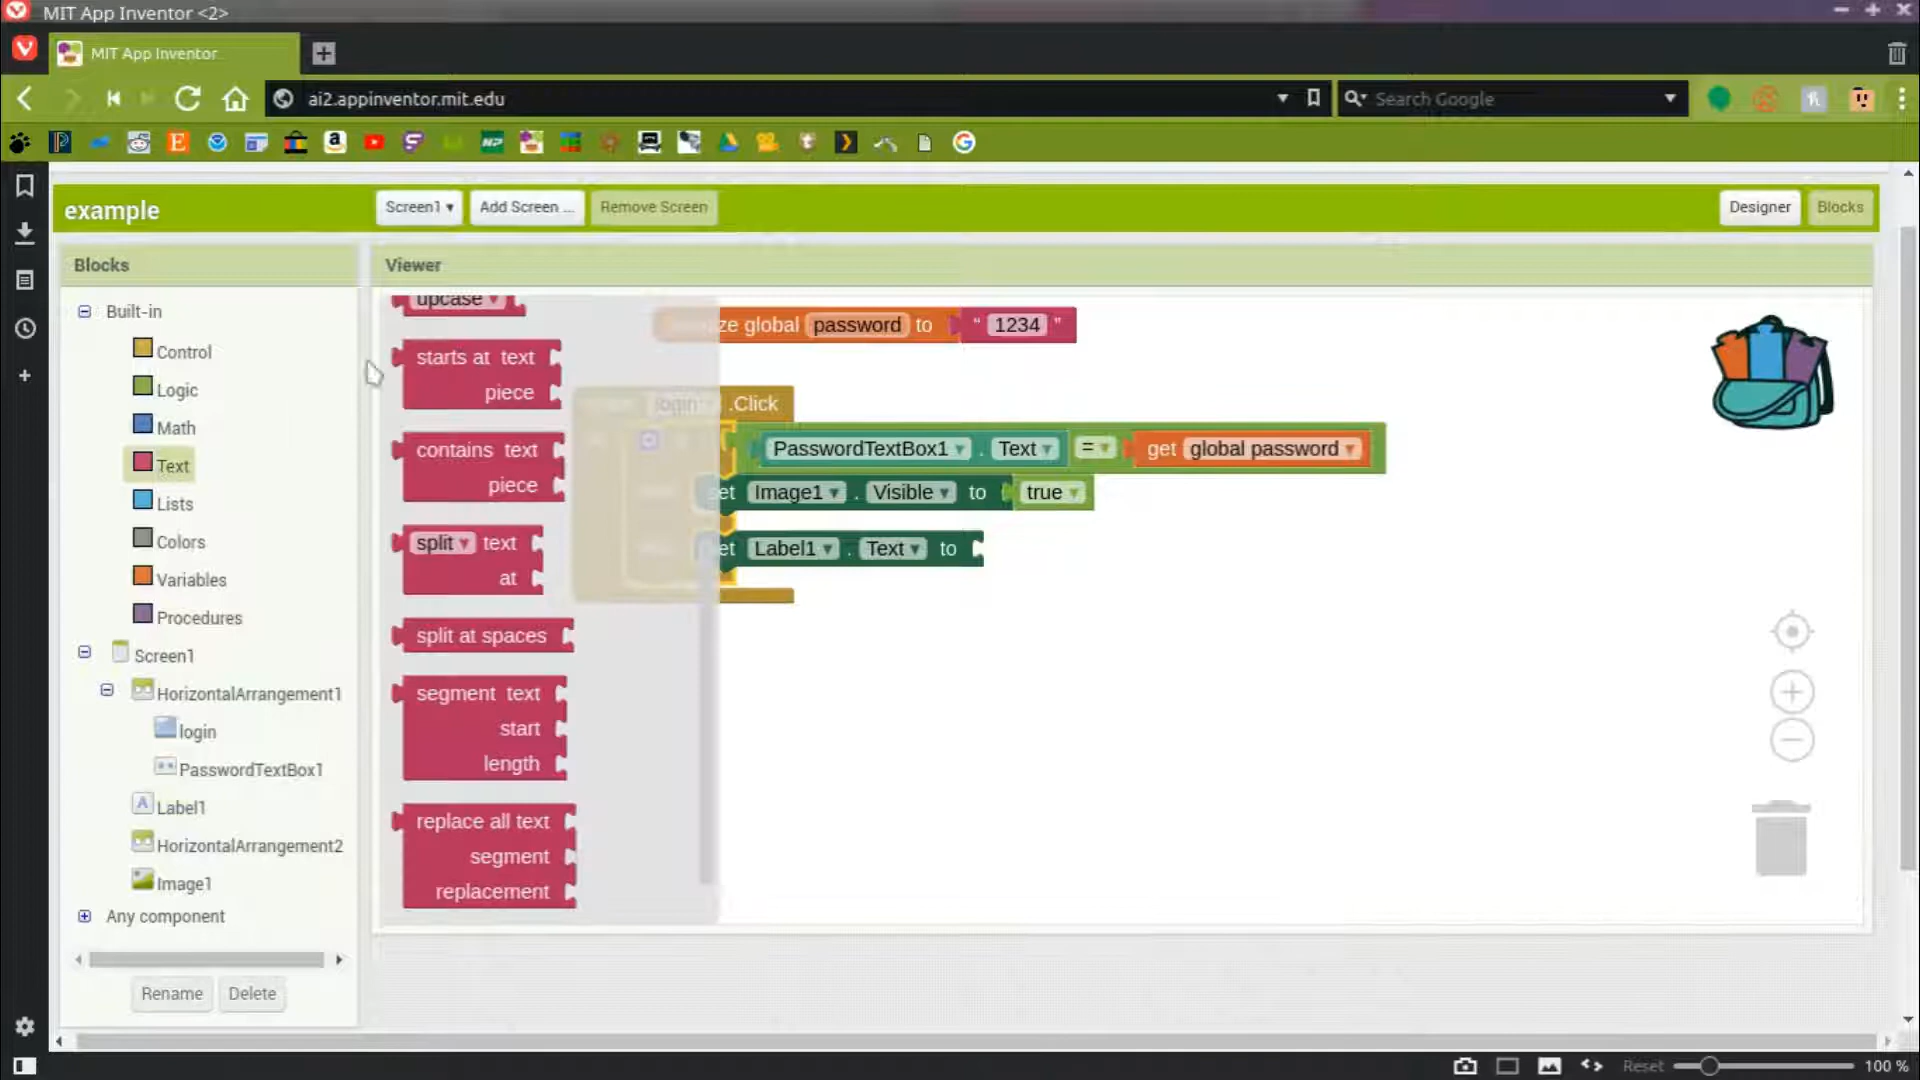 MIT App Inventor <2>
MIT App Inventor
ai2.appinventor.mit.edu
Search Google
example
Screen1
Add Screen ...
Remove Screen
Designer
Blocks
Blocks
Viewer
Built-in
Control
Logic
Math
Text
Lists
Colors
Variables
Procedures
Screen1
HorizontalArrangement1
login
PasswordTextBox1
Label1
HorizontalArrangement2
Image1
Any component
Rename
Delete
upcase
starts at text
piece
contains text
piece
split text
at
split at spaces
segment text
start
length
replace all text
segment
replacement
ze global password to " 1234 "
login .Click
PasswordTextBox1 . Text = get global password
set Image1 . Visible to true
et Label1 . Text to
Reset
100 %